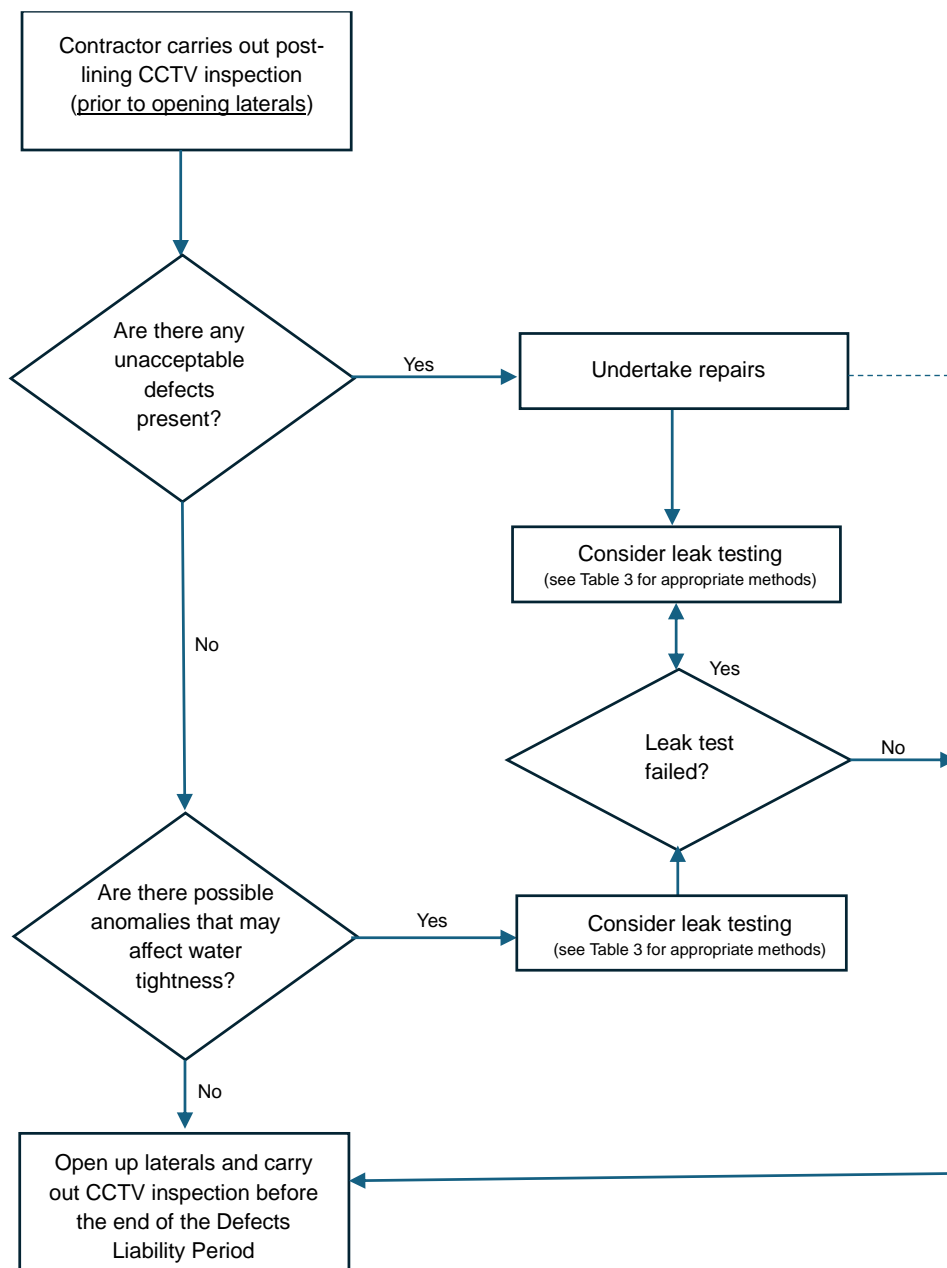 Contractor carries out post-
lining CCTV inspection
(prior to opening laterals)
Are there any
unacceptable
defects
present?
Yes
Undertake repairs
Consider leak testing
(see Table 3 for appropriate methods)
No
Yes
Leak test
failed?
No
Are there possible
anomalies that may
affect water
tightness?
Yes
Consider leak testing
(see Table 3 for appropriate methods)
No
Open up laterals and carry
out CCTV inspection before
the end of the Defects
Liability Period